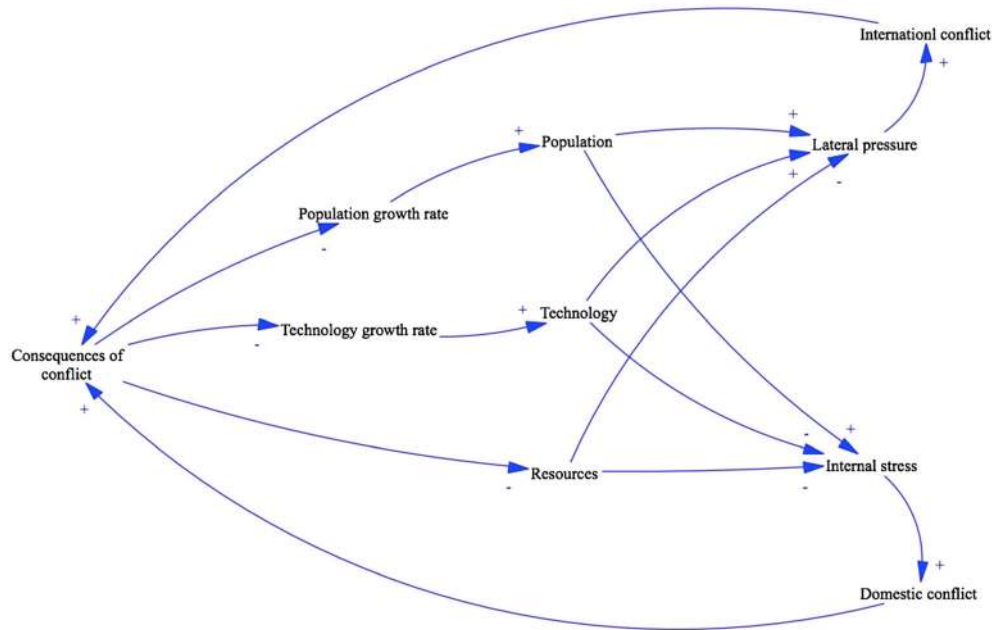 Internationl conflict
+
+
+
Population
Lateral pressure
+
-
Population growth rate
-
+
Technology
+
Technology growth rate
-
+
Consequences of
conflict
+
-
+
Internal stress
Resources
-
-
+
Domestic conflict